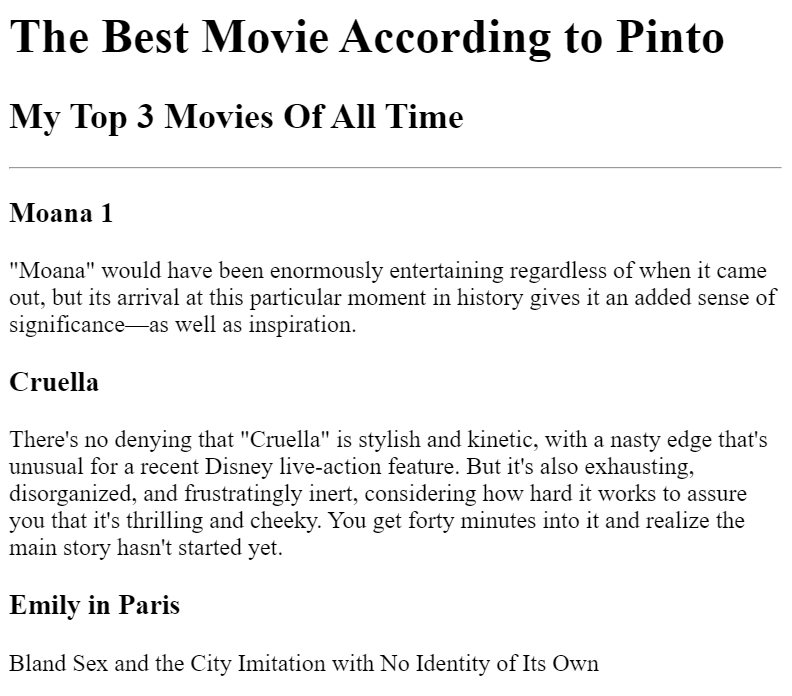 The Best Movie According to Pinto
My Top 3 Movies Of All Time
Moana 1
"Moana" would have been enormously entertaining regardless of when it came
out, but its arrival at this particular moment in history gives it an added sense of
significance—as well as inspiration.
Cruella
There's no denying that "Cruella" is stylish and kinetic, with a nasty edge that's
unusual for a recent Disney live-action feature. But it's also exhausting,
disorganized, and frustratingly inert, considering how hard it works to assure
you that it's thrilling and cheeky. You get forty minutes into it and realize the
main story hasn't started yet.
Emily in Paris
Bland Sex and the City Imitation with No Identity of Its Own